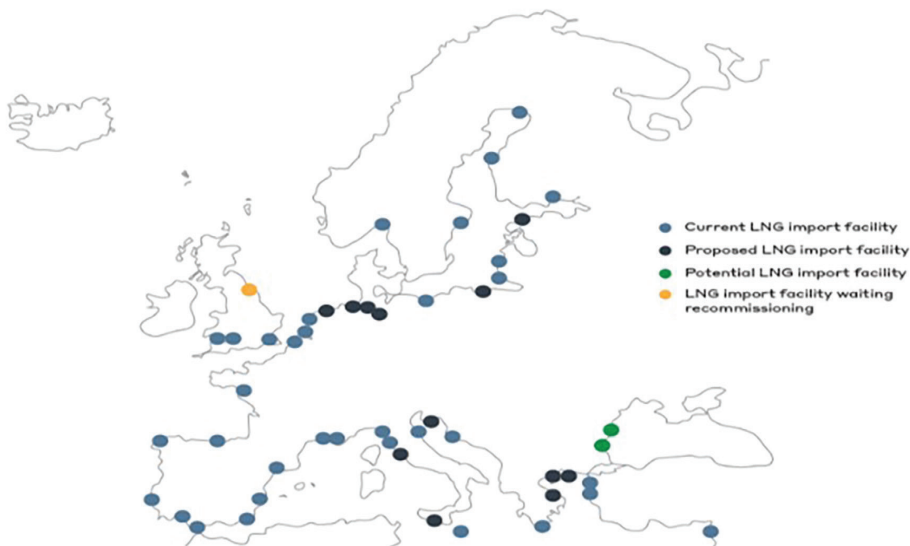 Current LNG import facility
Proposed LNG import facility
Potential LNG import facility
LNG import facility waiting
recommissioning